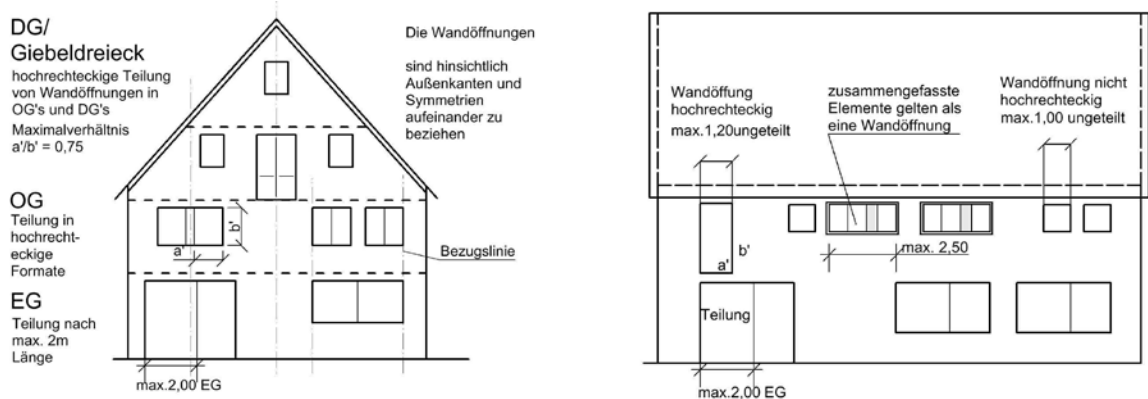 DG/
Giebeldreieck
hochrechteckige Teilung
von Wandöffnungen in
OG's und DG's
Maximalverhältnis
a'/b' = 0,75
OG
Teilung in
hochrecht-
eckige
Formate
EG
Teilung nach
max. 2m
Länge
Die Wandöffnungen
sind hinsichtlich
Außenkanten und
Symmetrien
aufeinander zu
beziehen
b'
a'
Bezugslinie
max.2,00 EG
Wandöffung
hochrechteckig
max.1,20ungeteilt
zusammengefasste
Elemente gelten als
eine Wandöffnung
Wandöffnung nicht
hochrechteckig
max.1,00 ungeteilt
b'
a'
max. 2,50
Teilung
max.2,00 EG